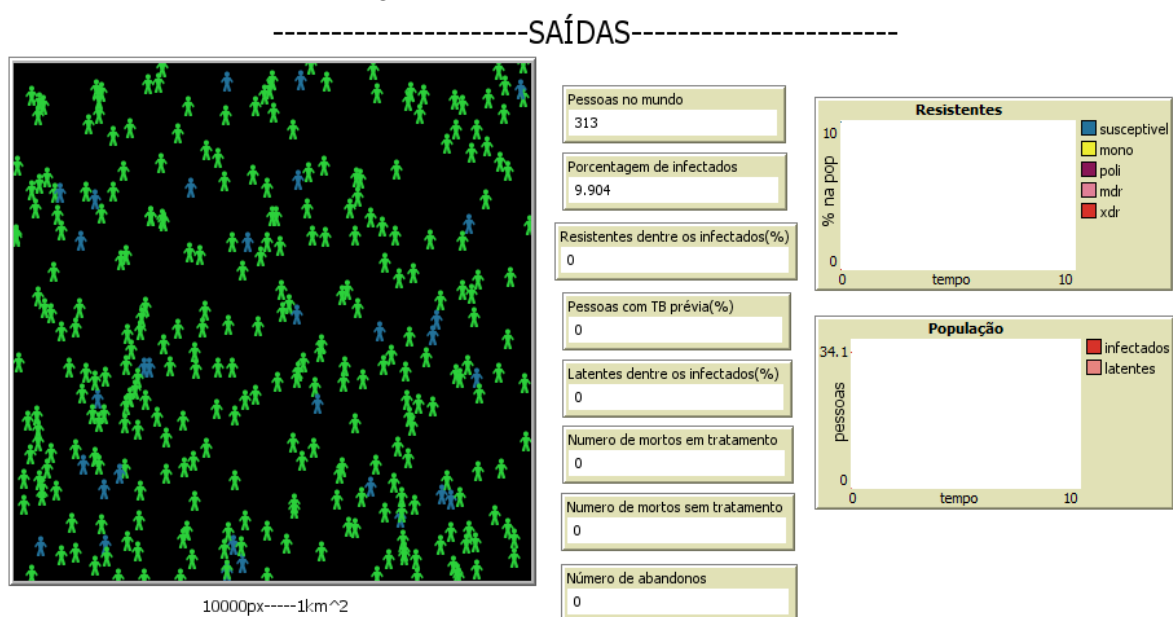 ----------------------SAÍDAS-----------------------
Pessoas no mundo
313
Porcentagem de infectados
9.904
Resistentes dentre os infectados(%)
0
Pessoas com TB prévia(%)
0
Latentes dentre os infectados(%)
0
Numero de mortos em tratamento
0
Numero de mortos sem tratamento
0
Número de abandonos
0
Resistentes
10
% na pop
0
0
tempo
10
susceptivel
mono
poli
mdr
xdr
População
34.1
pessoas
0
0
tempo
10
infectados
latentes
10000px-----1km^2